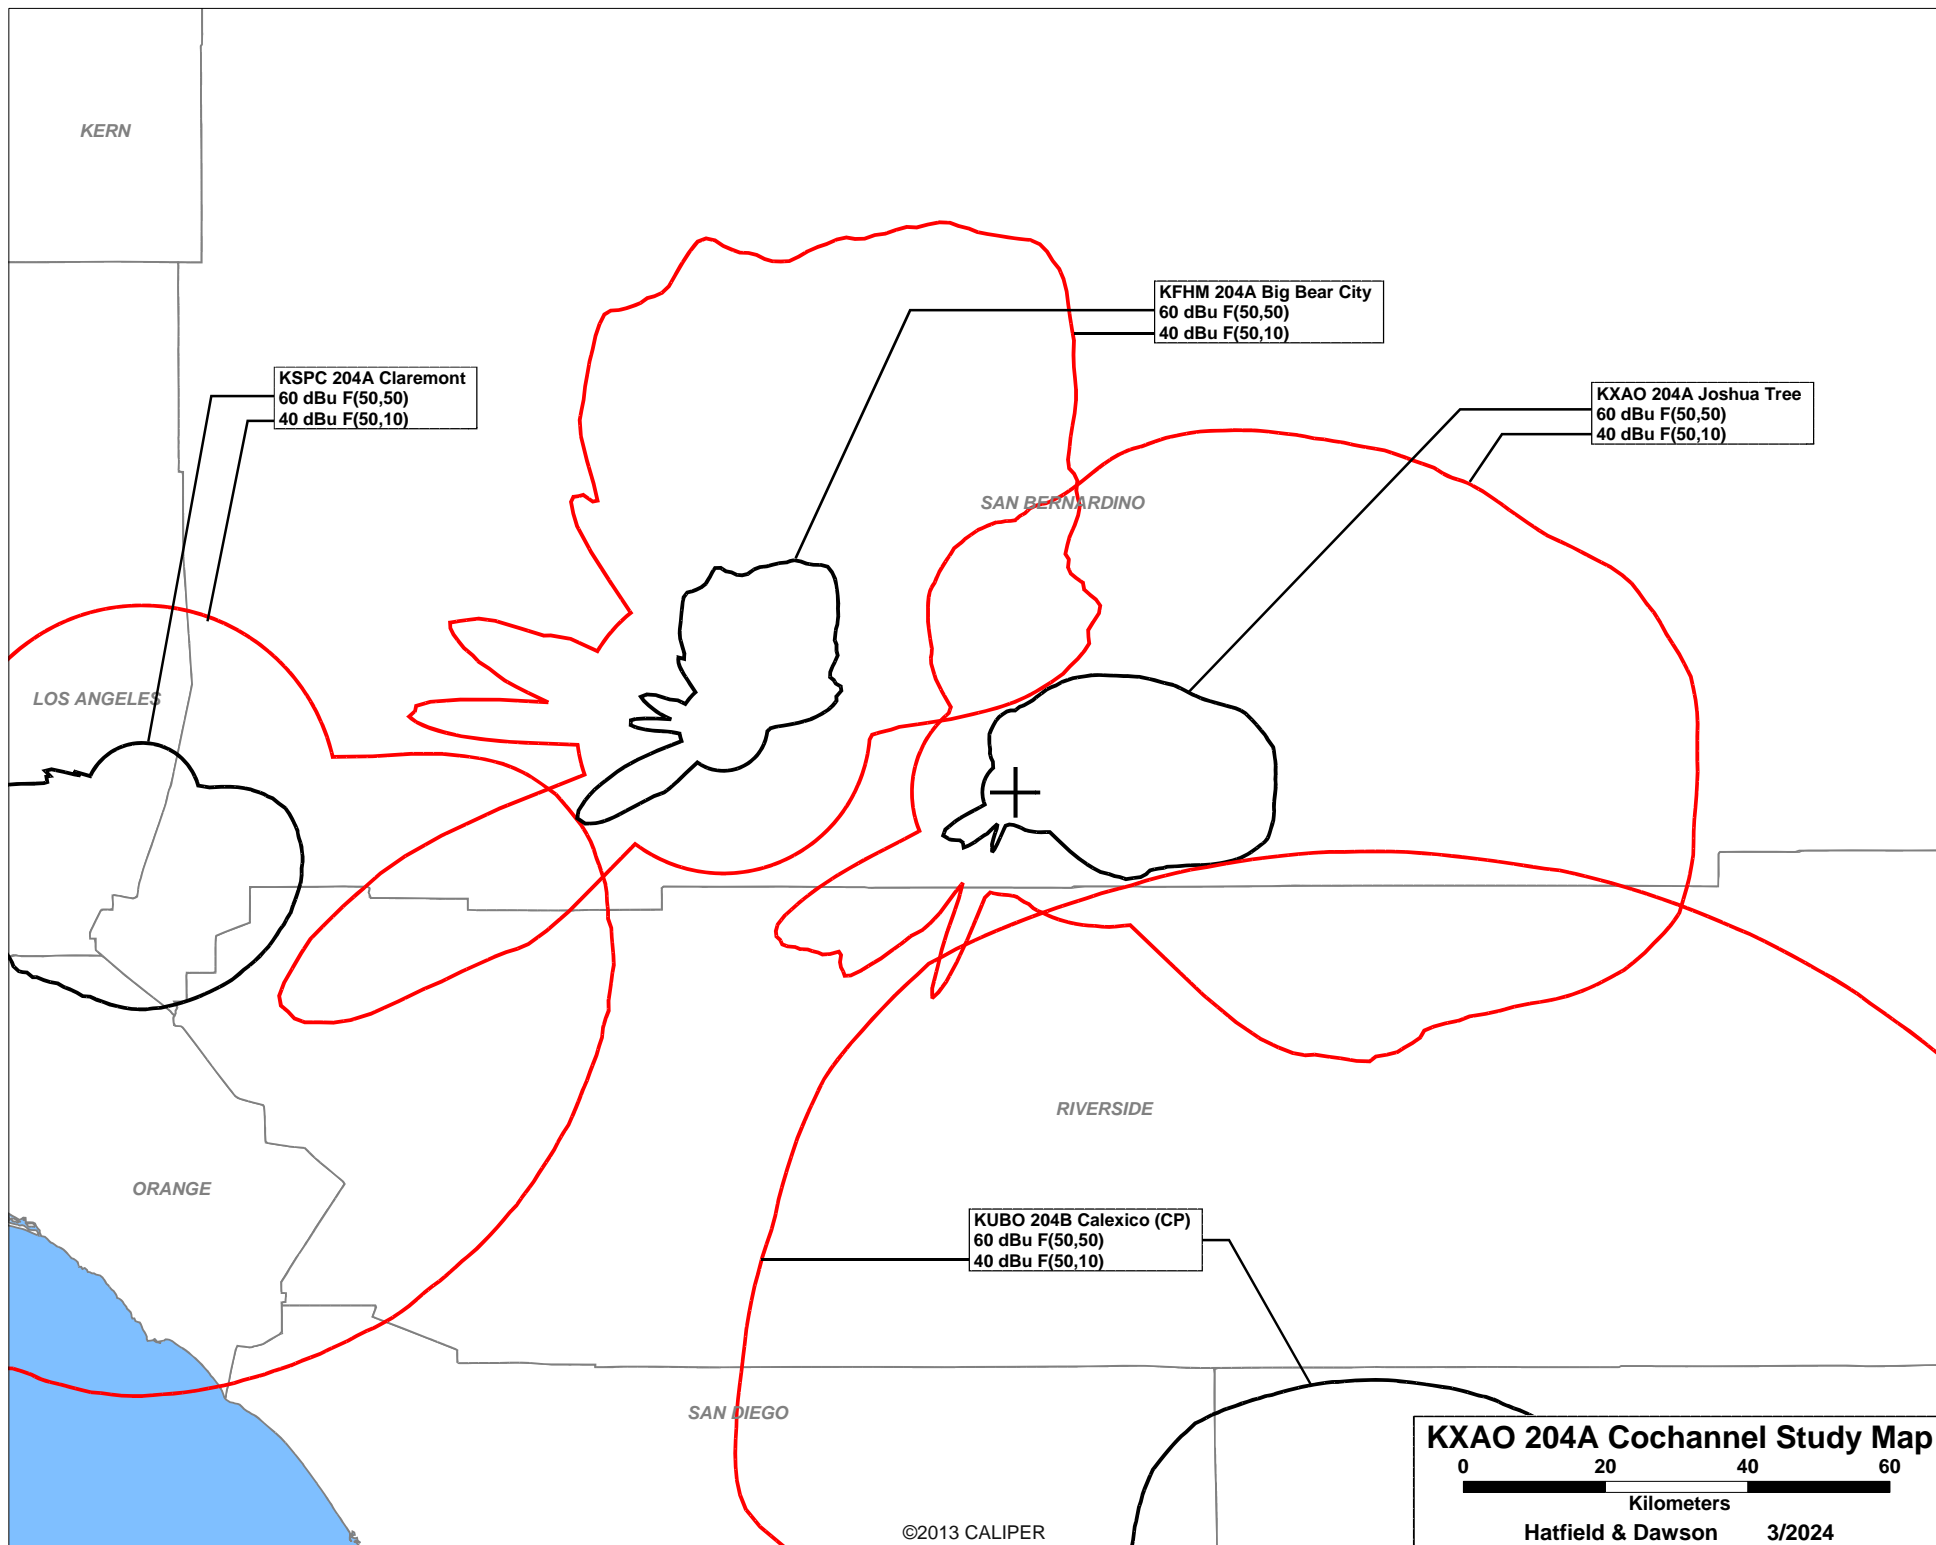 KERN
KFHM 204A Big Bear City
60 dBu F(50,50)
40 dBu F(50,10)
KSPC 204A Claremont
60 dBu F(50,50)
40 dBu F(50,10)
KXAO 204A Joshua Tree
60 dBu F(50,50)
40 dBu F(50,10)
SAN BERNARDINO
LOS ANGELES
RIVERSIDE
ORANGE
KUBO 204B Calexico (CP)
60 dBu F(50,50)
40 dBu F(50,10)
SAN DIEGO
KXAO 204A Cochannel Study Map
0 20 40 60
Kilometers
Hatfield & Dawson 3/2024
©2013 CALIPER